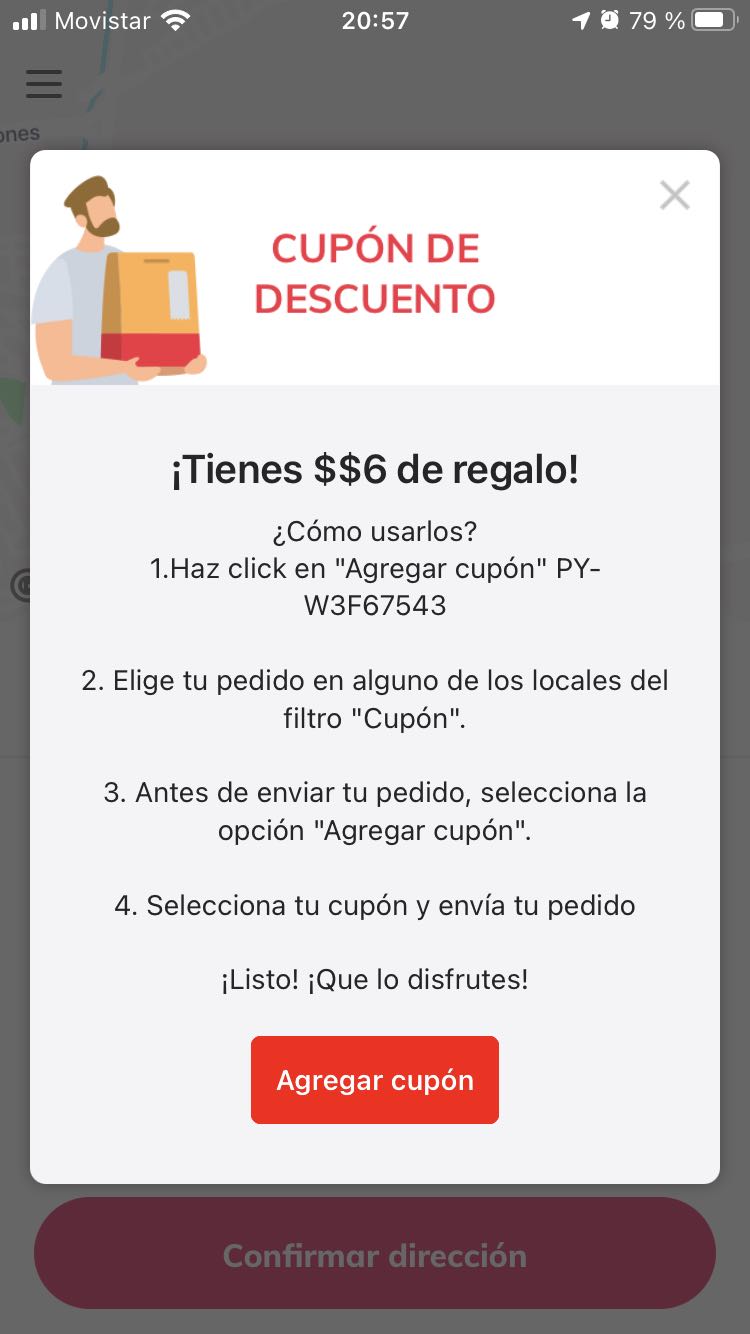 Movistar 20:57 79 %
ones
CUPÓN DE
DESCUENTO
¡Tienes $$6 de regalo!
¿Cómo usarlos?
1.Haz click en "Agregar cupón" PY-
W3F67543
2. Elige tu pedido en alguno de los locales del
filtro "Cupón".
3. Antes de enviar tu pedido, selecciona la
opción "Agregar cupón".
4. Selecciona tu cupón y envía tu pedido
¡Listo! ¡Que lo disfrutes!
Agregar cupón
Confirmar dirección